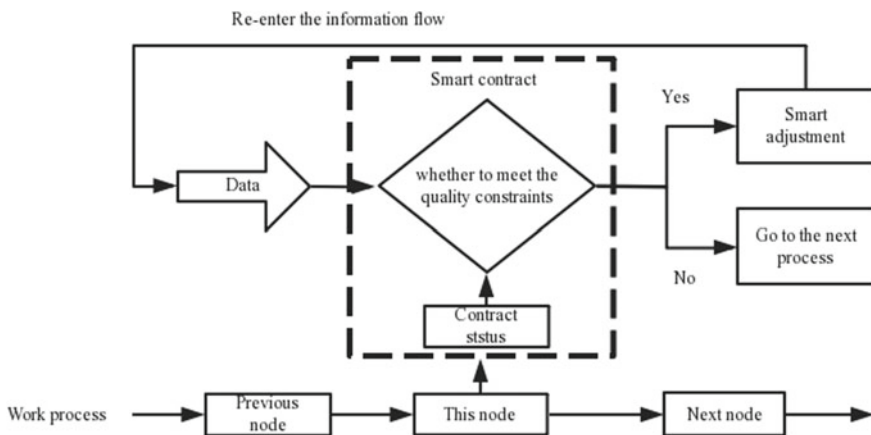 Re-enter the information flow
Smart contract
Yes
Smart
adjustment
Data
whether to meet the
quality constraints
Go to the next
process
No
Contract
ststus
Work process
Previous
node
This node
Next node